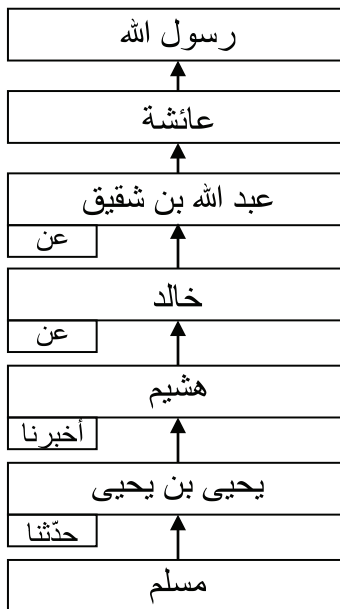 رسول الله
عائشة
عبد الله بن شقيق
عن
خالد
عن
هشيم
أخبرنا
يحيى بن يحيى
حدّثنا
مسلم